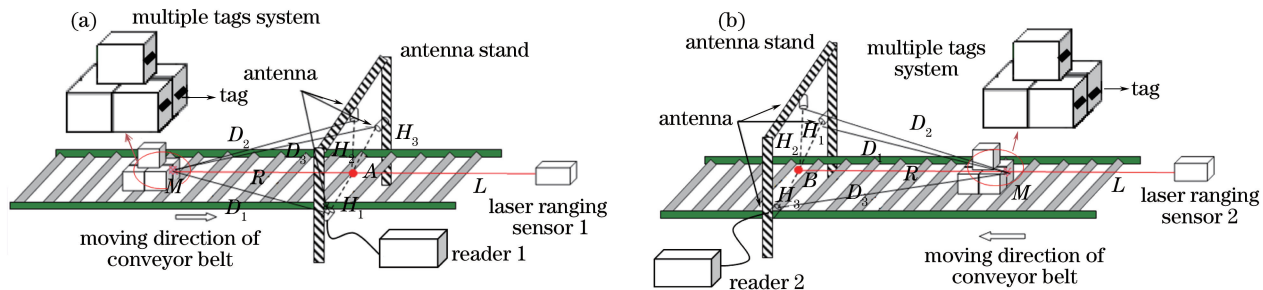 (a)
multiple tags system
antenna stand
antenna
tag
D2
D3
H2
H3
M
R
A
L
D1
H1
laser ranging
sensor 1
moving direction of
conveyor belt
reader 1
(b)
antenna stand
multiple tags
system
tag
antenna
D2
H1
H2
D1
B
R
M
L
H3
D3
laser ranging
sensor 2
reader 2
moving direction of
conveyor belt